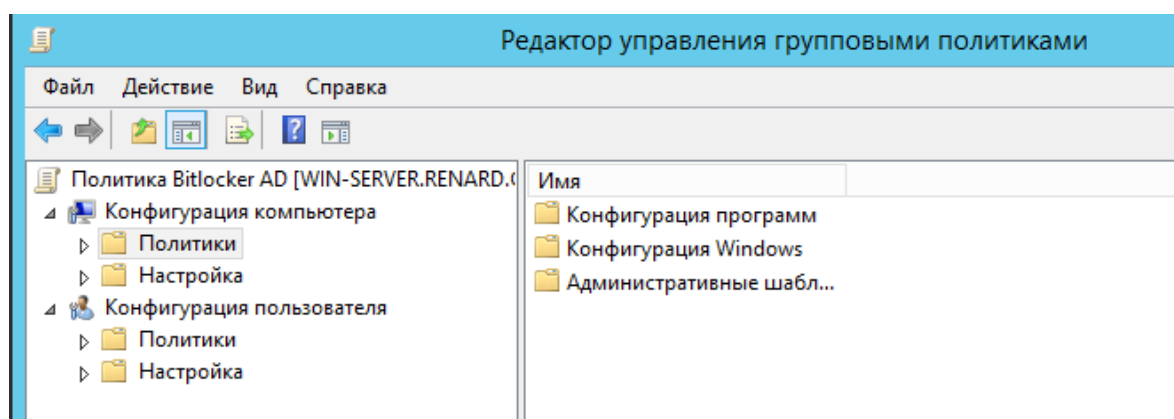 Редактор управления групповыми политиками
Файл Действие Вид Справка
Политика Bitlocker AD [WIN-SERVER.RENARD.
Конфигурация компьютера
Политики
Настройка
Конфигурация пользователя
Политики
Настройка
Имя
Конфигурация программ
Конфигурация Windows
Административные шабл...